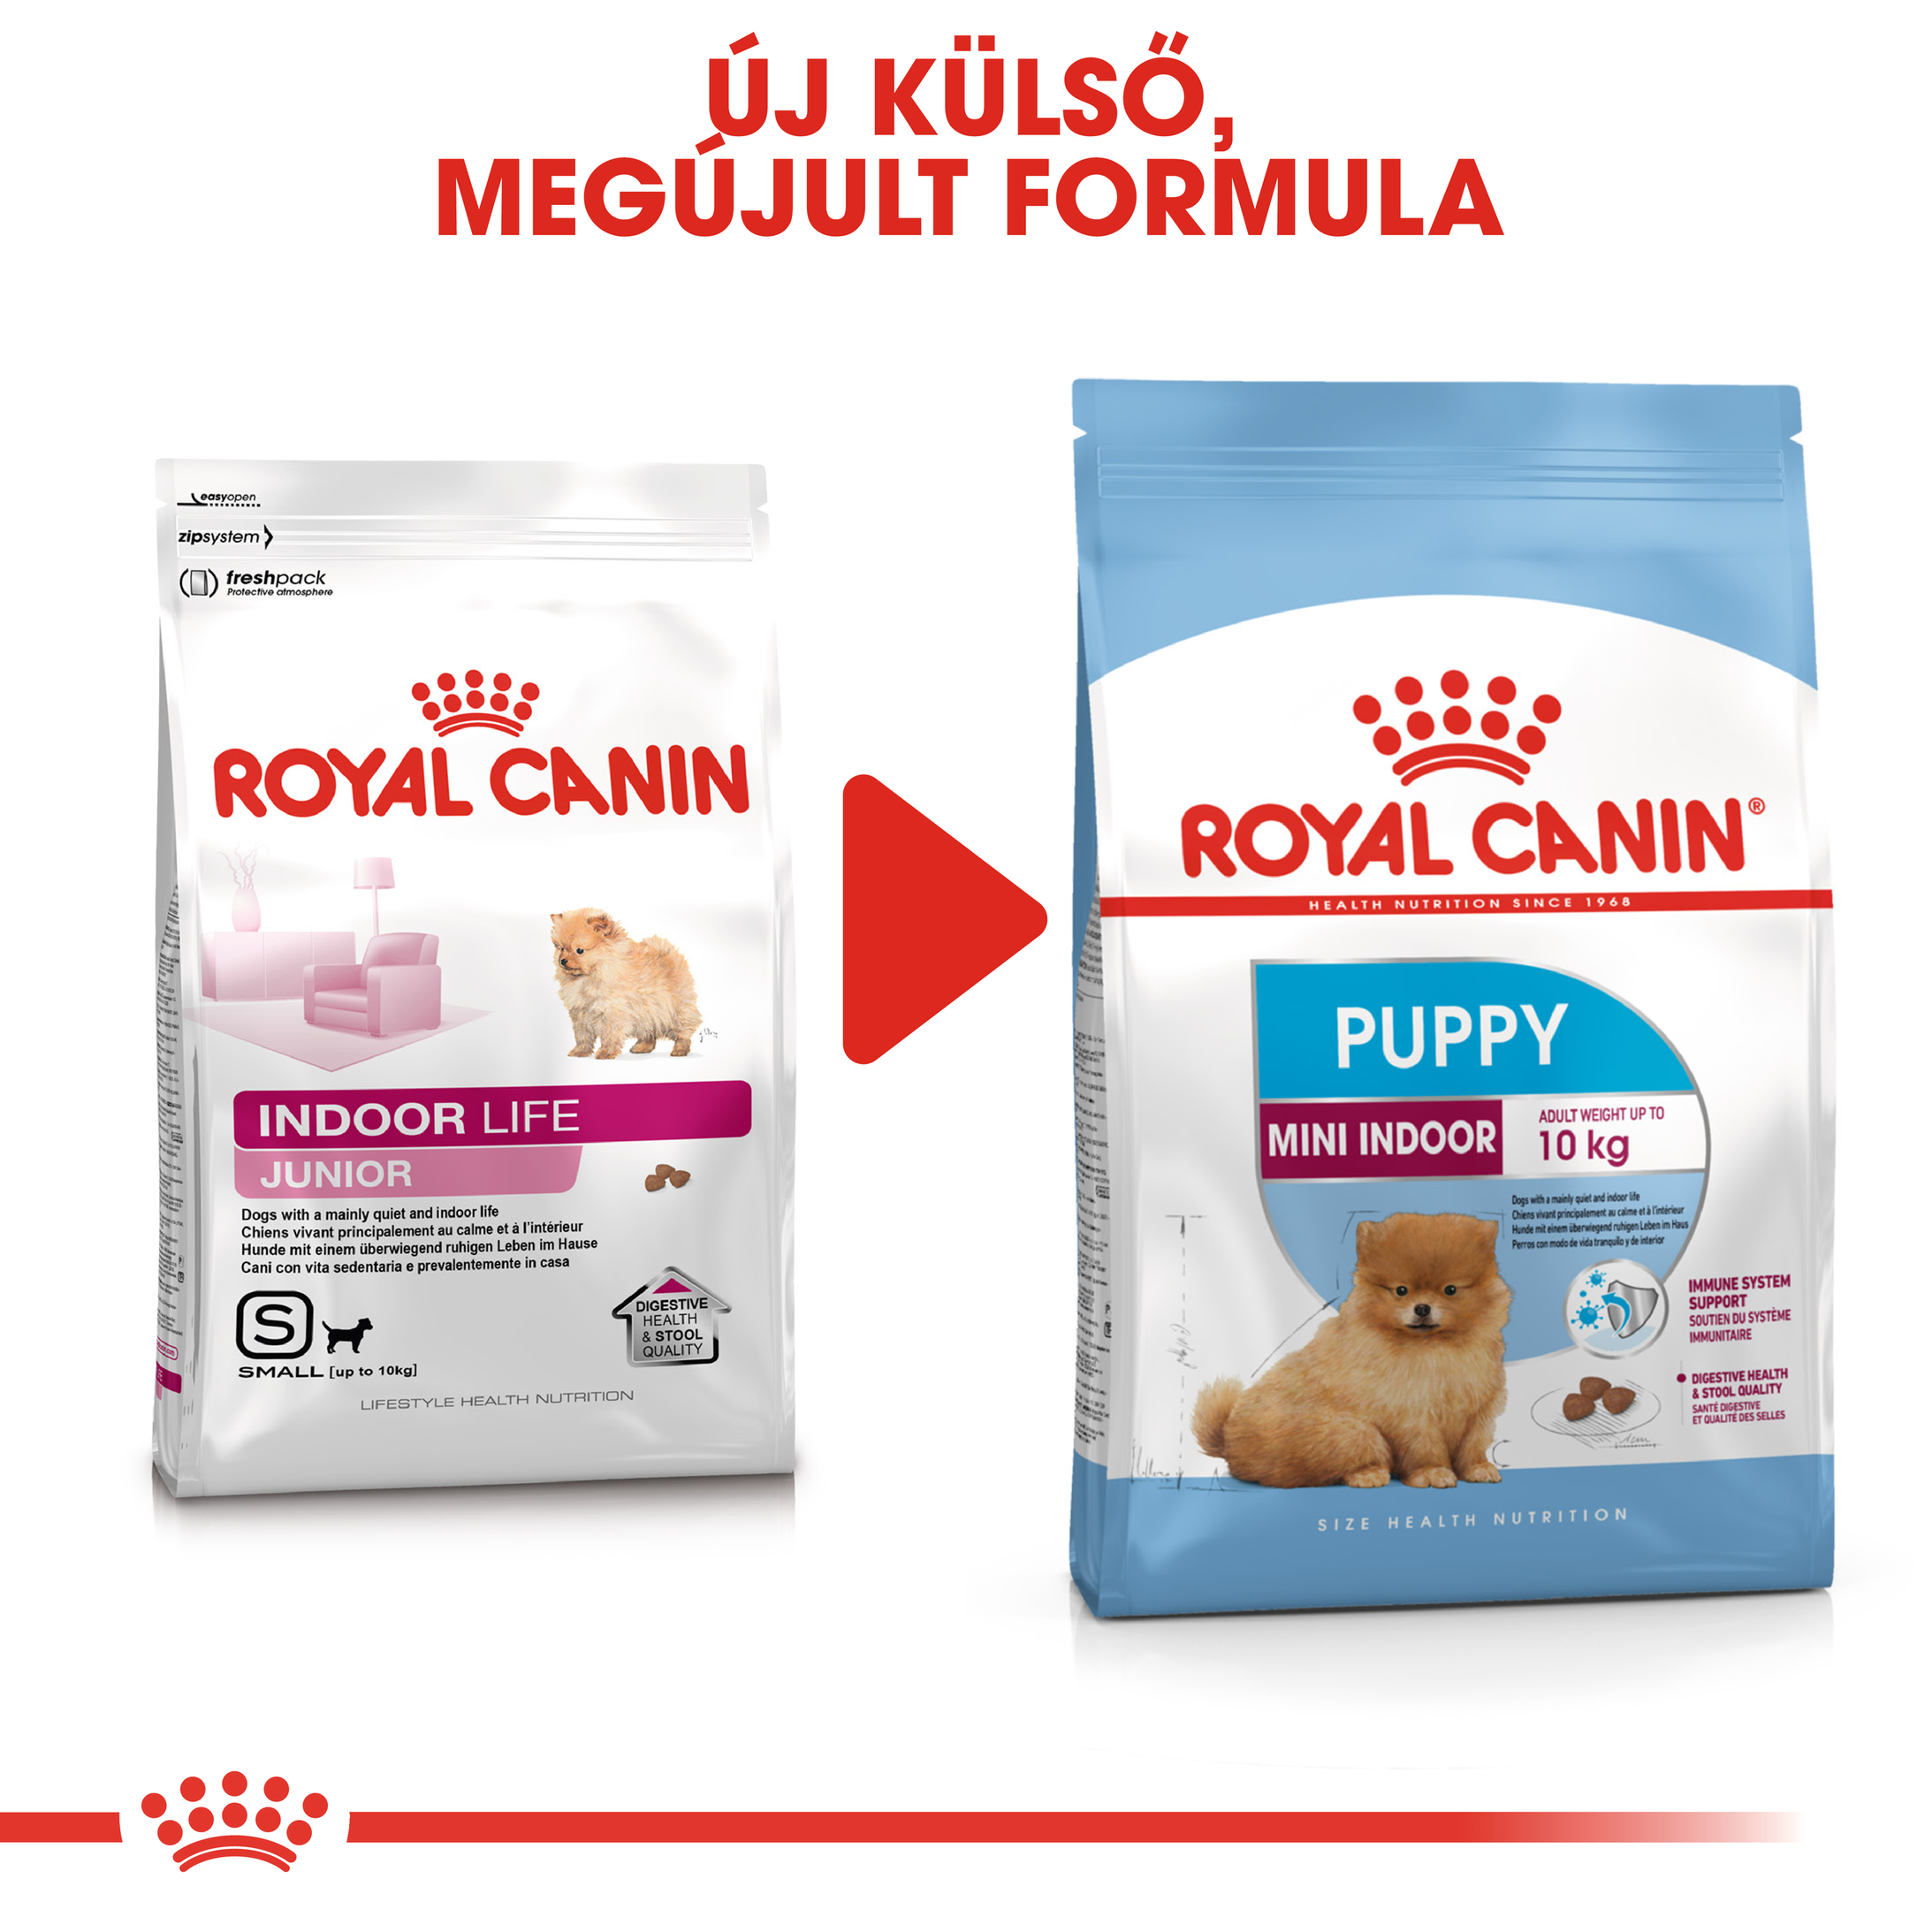 ÚJ KÜLSŐ,
MEGÚJULT FORMULA
easyopen
zipsystem
freshpack
Protective atmosphere
ROYAL CANIN
INDOOR LIFE
JUNIOR
Dogs with a mainly quiet and indoor life
Chiens vivant principalement au calme et à l'intérieur
Hunde mit einem überwiegend ruhigen Leben im Hause
Cani con vita sedentaria e prevalentemente in casa
S
SMALL [up to 10kg]
DIGESTIVE
HEALTH
& STOOL
QUALITY
LIFESTYLE HEALTH NUTRITION
ROYAL CANIN®
HEALTH NUTRITION SINCE 1968
PUPPY
MINI INDOOR
ADULT WEIGHT UP TO
10 kg
Dogs with a mainly quiet and indoor life
Chiens vivant principalement au calme et à l'intérieur
Hunde mit einem überwiegend ruhigen Leben im Haus
Perros con modo de vida tranquilo y de interior
IMMUNE SYSTEM
SUPPORT
SOUTIEN DU SYSTÈME
IMMUNITAIRE
DIGESTIVE HEALTH
& STOOL QUALITY
SANTÉ DIGESTIVE
ET QUALITÉ DES SELLES
1cm
SIZE HEALTH NUTRITION